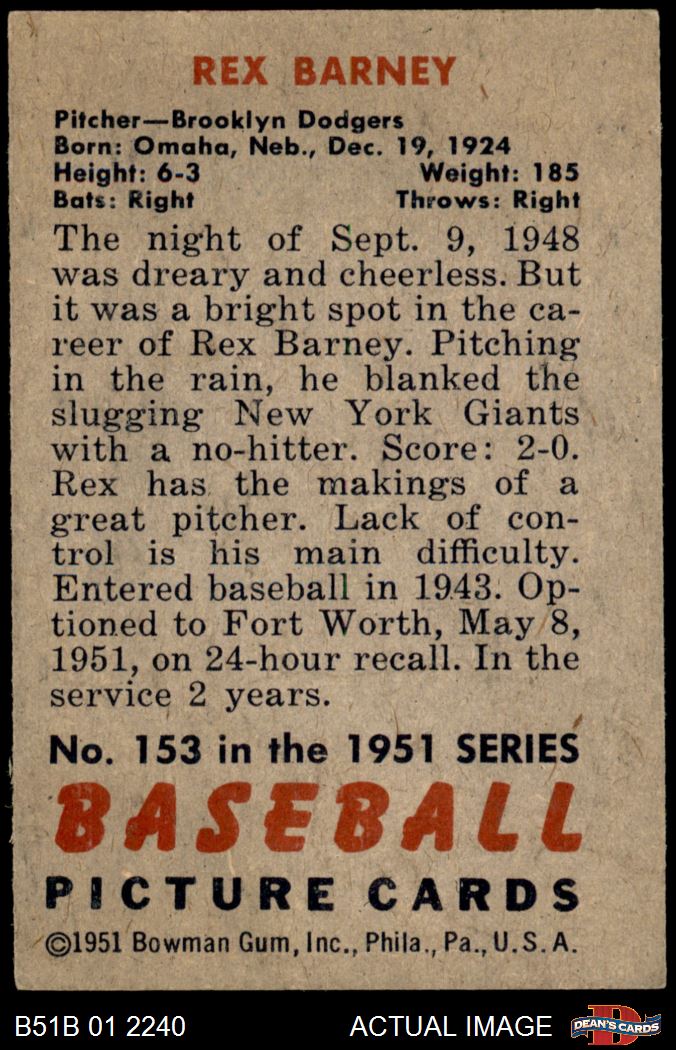 REX BARNEY
Pitcher—Brooklyn Dodgers
Born: Omaha, Neb., Dec. 19, 1924
Height: 6-3 Weight: 185
Bats: Right Throws: Right
The night of Sept. 9, 1948
was dreary and cheerless. But
it was a bright spot in the ca-
reer of Rex Barney. Pitching
in the rain, he blanked the
slugging New York Giants
with a no-hitter. Score: 2-0.
Rex has the makings of a
great pitcher. Lack of con-
trol is his main difficulty.
Entered baseball in 1943. Op-
tioned to Fort Worth, May 8,
1951, on 24-hour recall. In the
service 2 years.
No. 153 in the 1951 SERIES
BASEBALL
PICTURE CARDS
©1951 Bowman Gum, Inc., Phila., Pa., U.S.A.
B51B 01 2240 ACTUAL IMAGE D DEAN'S CARDS